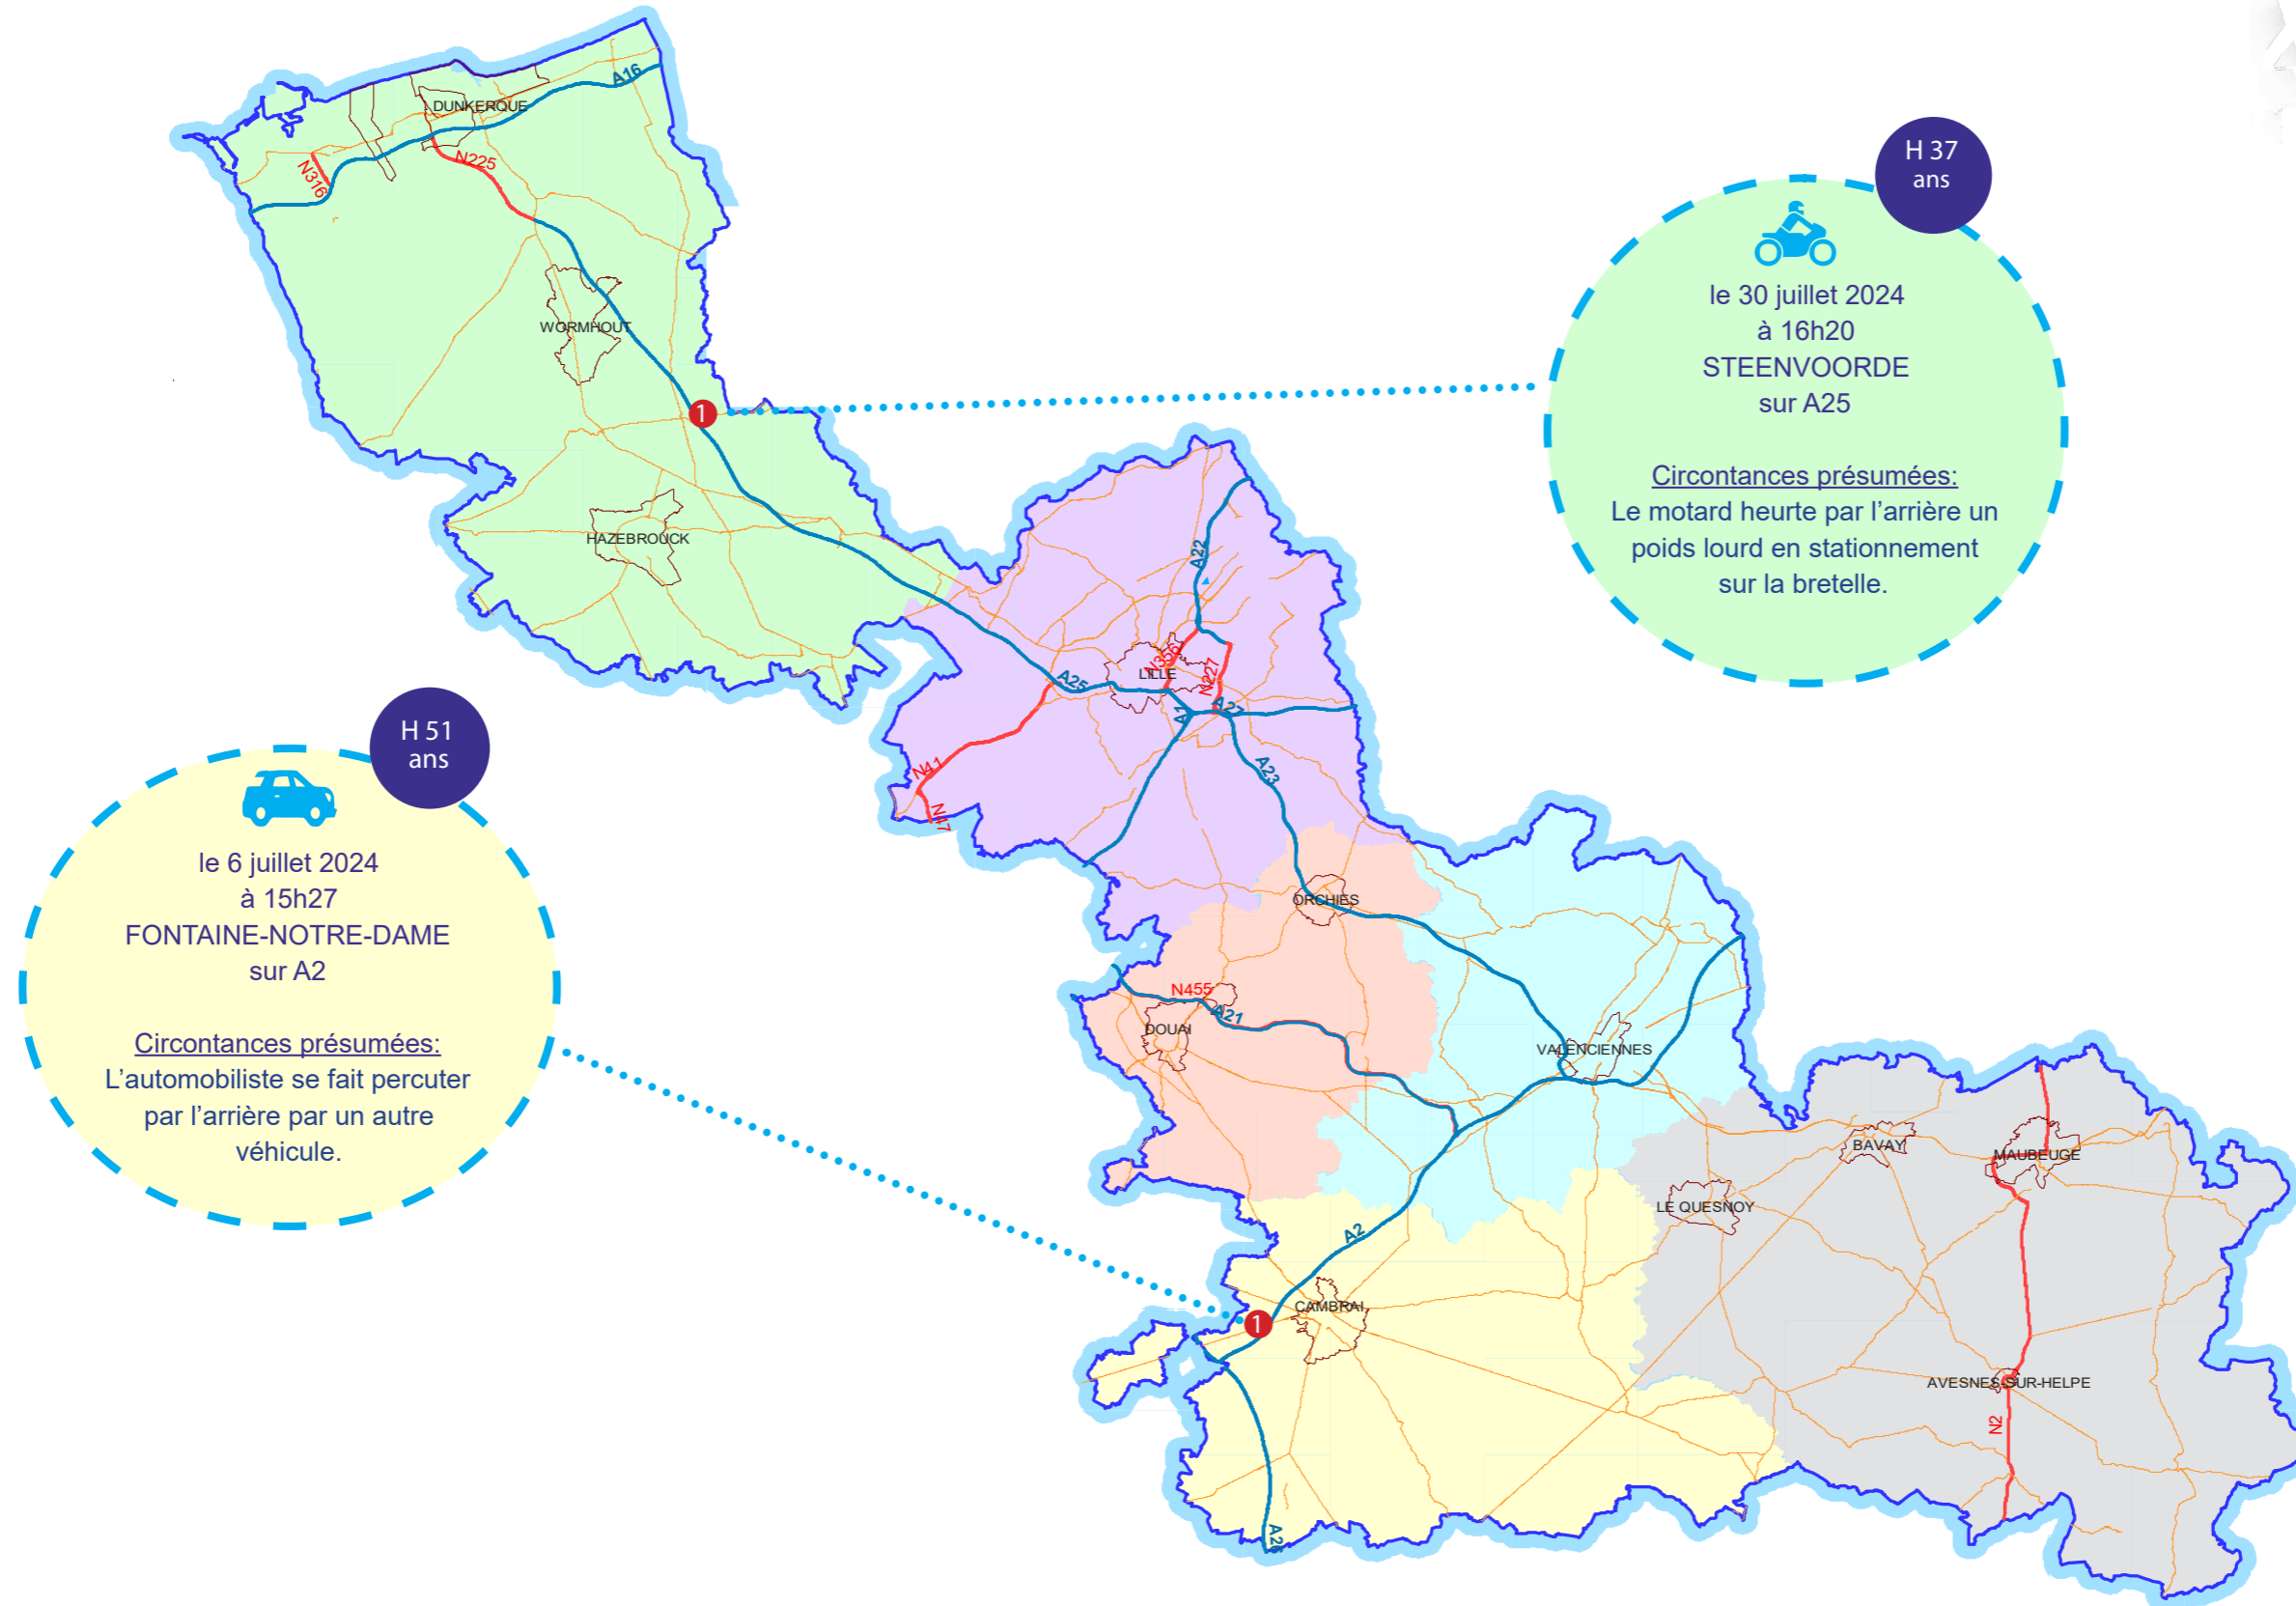 A16
DUNKERQUE
N225
N316
WORMHOUT
1
HAZEBROUCK
H 37
ans
le 30 juillet 2024
à 16h20
STEENVOORDE
sur A25
Circontances présumées:
Le motard heurte par l'arrière un
poids lourd en stationnement
sur la bretelle.
A22
N356
LILLE
N227
A25
A1
A27
A23
N41
N47
H 51
ans
le 6 juillet 2024
à 15h27
FONTAINE-NOTRE-DAME
sur A2
Circontances présumées:
L'automobiliste se fait percuter
par l'arrière par un autre
véhicule.
ORCHIES
N455
A21
DOUAI
VALENCIENNES
BAVAY
MAUBEUGE
LE QUESNOY
A2
CAMBRAI
1
AVESNES-SUR-HELPE
N2
A26